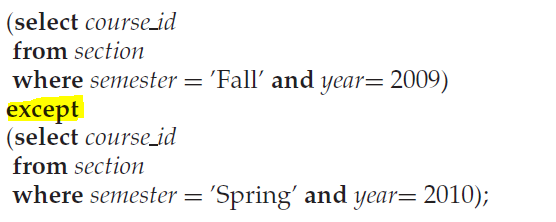 (select course_id
from section
where semester = ’Fall’ and year= 2009)
except
(select course_id
from section
where semester = ’Spring’ and year= 2010);